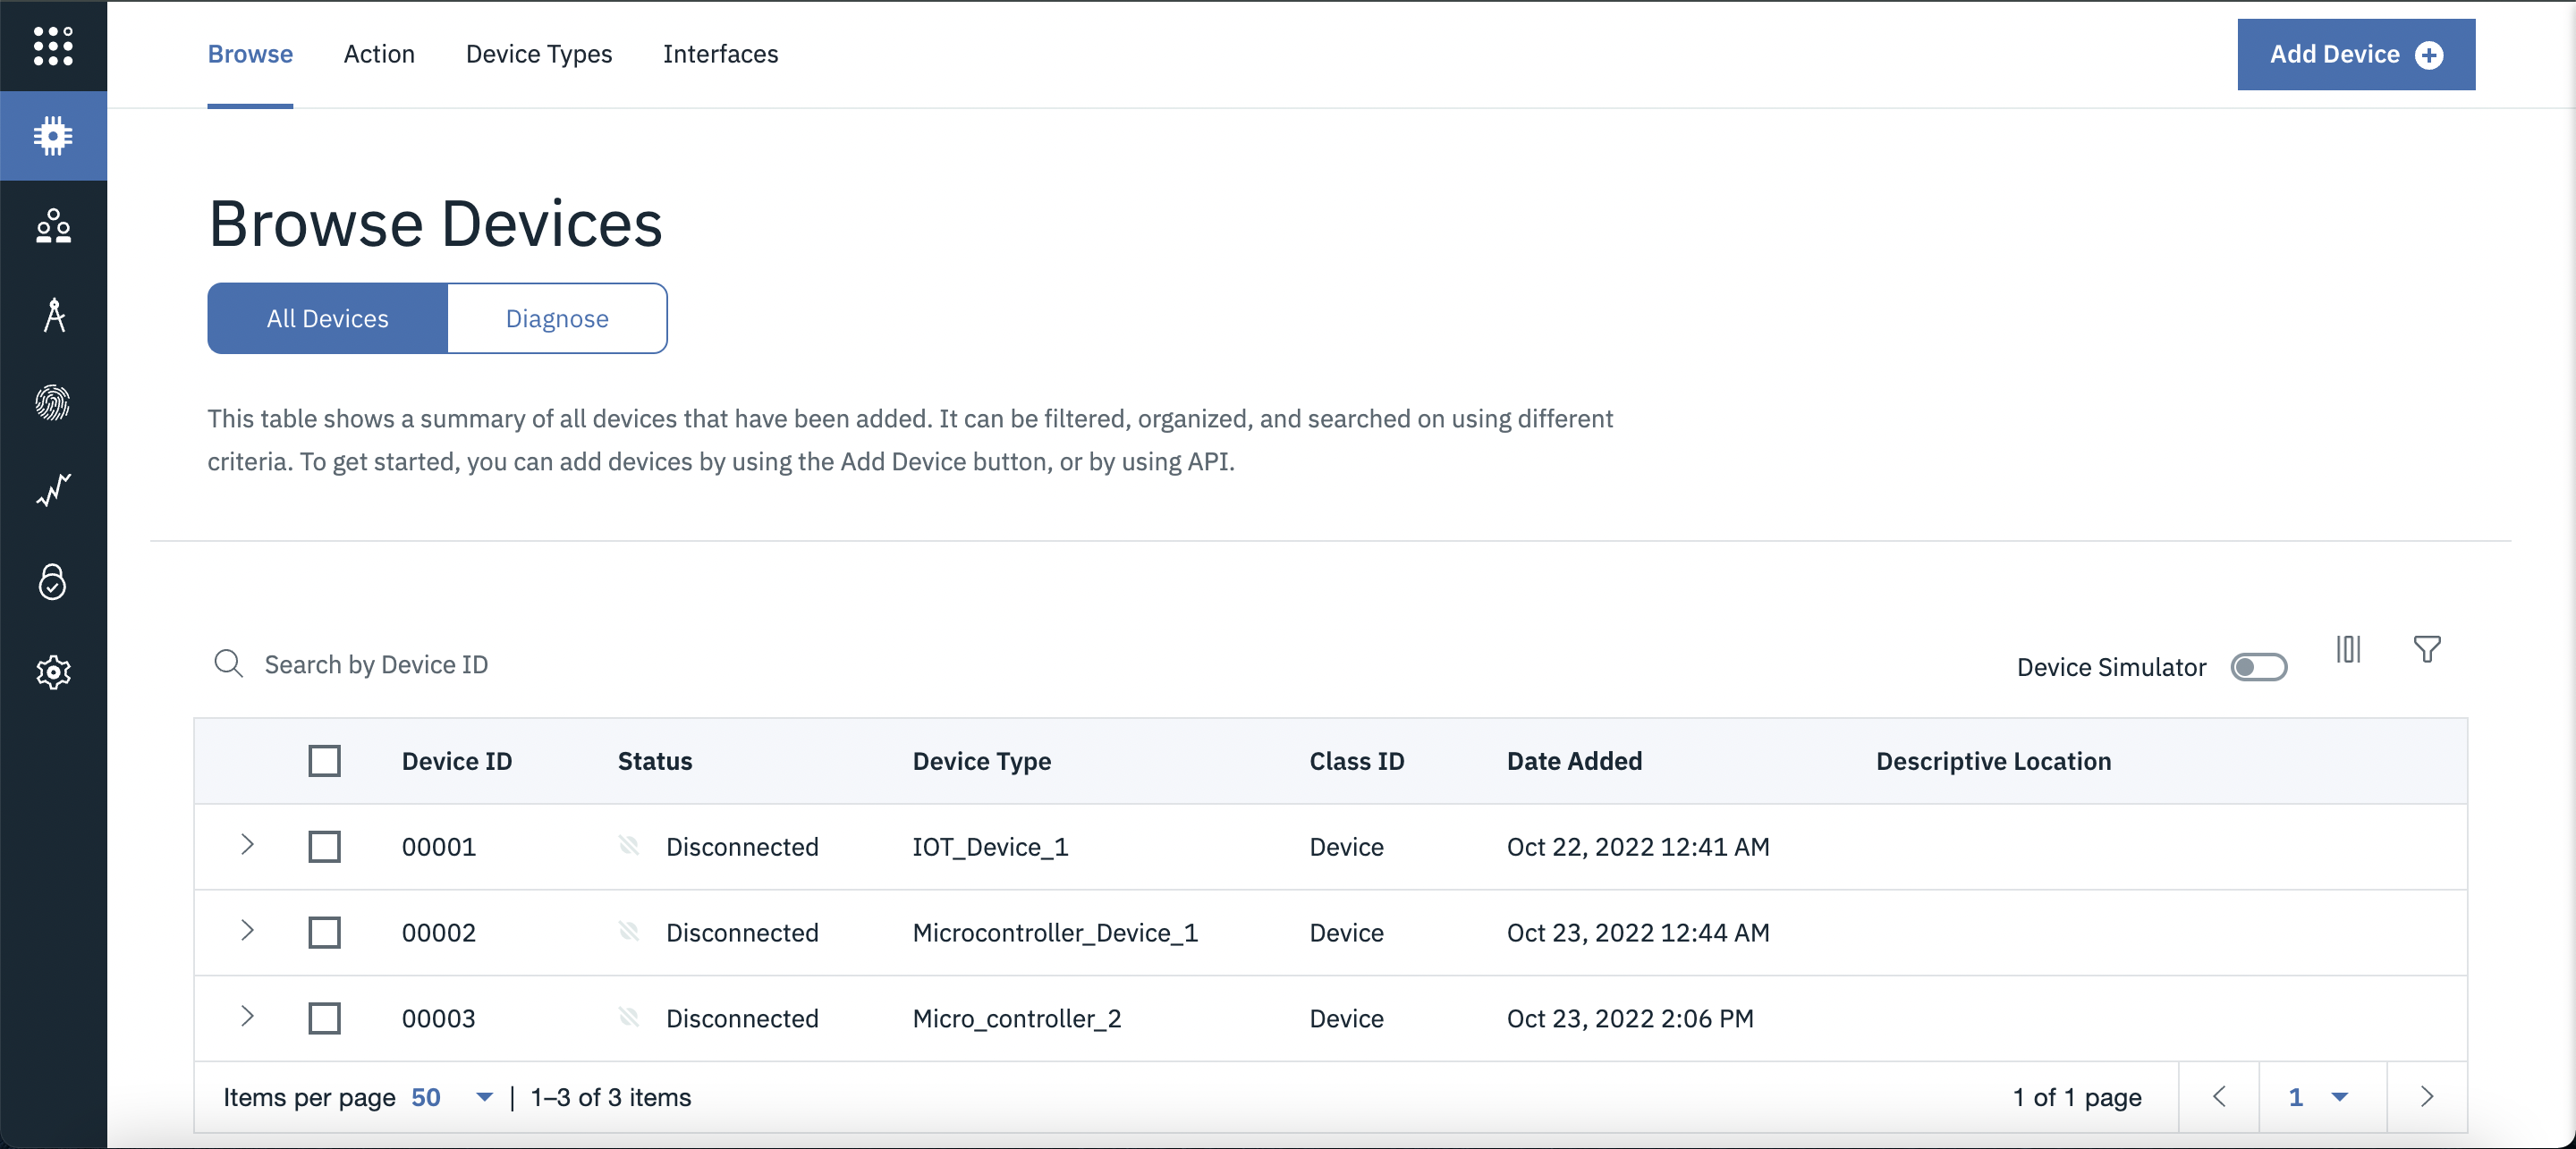 Browse Action Device Types Interfaces Add Device
Browse Devices
All Devices Diagnose
This table shows a summary of all devices that have been added. It can be filtered, organized, and searched on using different
criteria. To get started, you can add devices by using the Add Device button, or by using API.
Search by Device ID Device Simulator
Device ID Status Device Type Class ID Date Added Descriptive Location
00001 Disconnected IOT_Device_1 Device Oct 22, 2022 12:41 AM
00002 Disconnected Microcontroller_Device_1 Device Oct 23, 2022 12:44 AM
00003 Disconnected Micro_controller_2 Device Oct 23, 2022 2:06 PM
Items per page 50 | 1–3 of 3 items 1 of 1 page 1